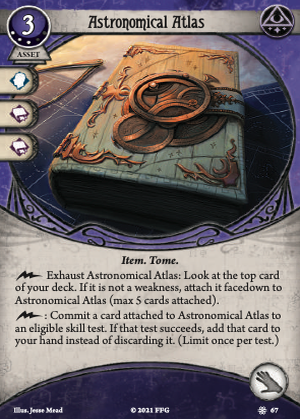 Astronomical Atlas
3
ASSET
Item. Tome.
Exhaust Astronomical Atlas: Look at the top card
of your deck. If it is not a weakness, attach it facedown to
Astronomical Atlas (max 5 cards attached).
: Commit a card attached to Astronomical Atlas to
an eligible skill test. If that test succeeds, add that card to
your hand instead of discarding it. (Limit once per test.)
Illus. Jesse Mead
© 2021 FFG
67